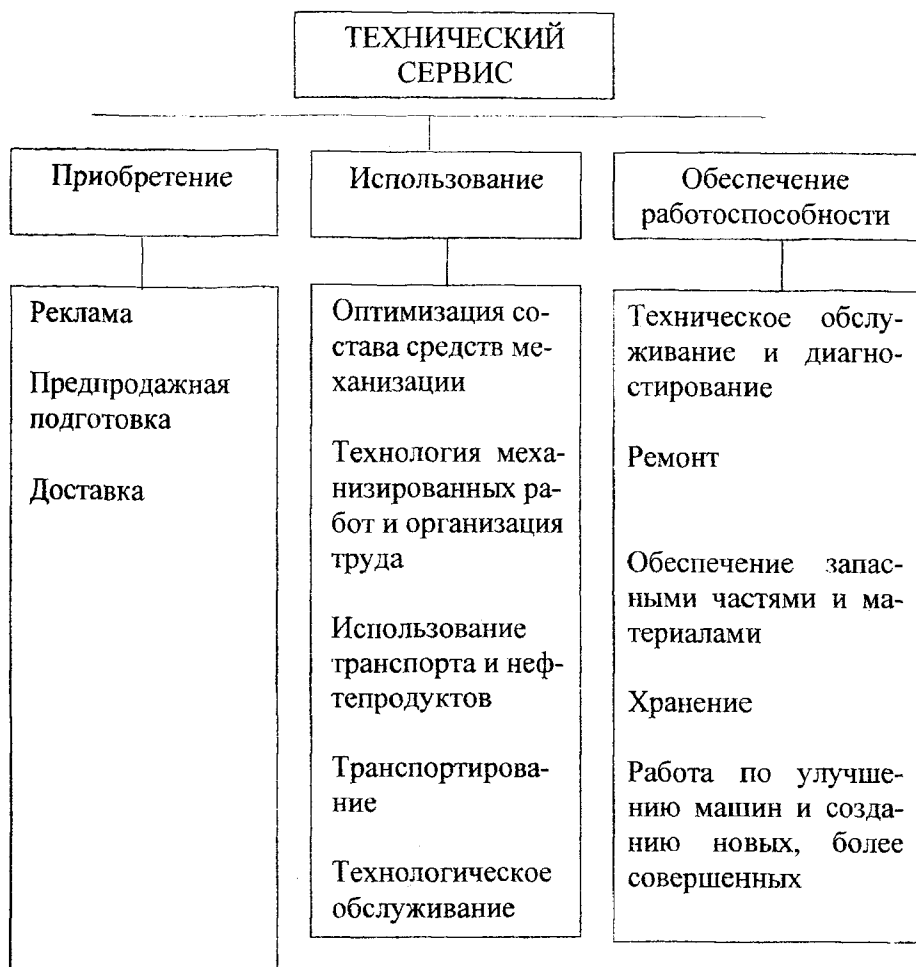 ТЕХНИЧЕСКИЙ
СЕРВИС
Приобретение
Использование
Обеспечение
работоспособности
Реклама
Предпродажная
подготовка
Доставка
Оптимизация со-
става средств ме-
ханизации
Технология меха-
низированных ра-
бот и организация
труда
Использование
транспорта и неф-
тепродуктов
Транспортирова-
ние
Технологическое
обслуживание
Техническое обслу-
живание и диагно-
стирование
Ремонт
Обеспечение запас-
ными частями и ма-
териалами
Хранение
Работа по улучше-
нию машин и созда-
нию новых, более
совершенных